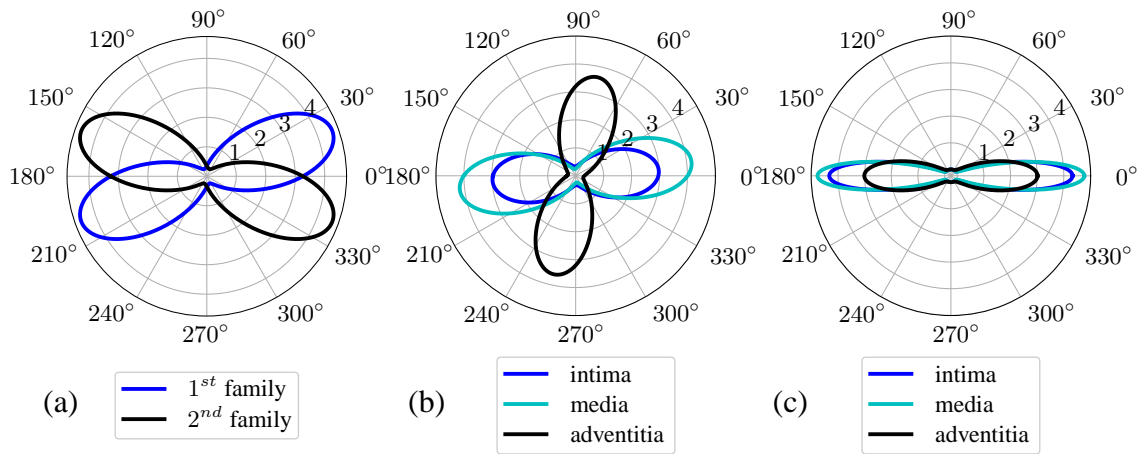 90° 90° 90°
120° 60° 120° 60° 120° 60°
150° 30° 150° 30° 150° 30°
1 2 3 4 1 2 3 4 1 2 3 4
180° 0° 180° 0° 180° 0°
210° 330° 210° 330° 210° 330°
240° 300° 240° 300° 240° 300°
270° 270° 270°
(a) 1st family
2nd family
(b) intima
media
adventitia
(c) intima
media
adventitia